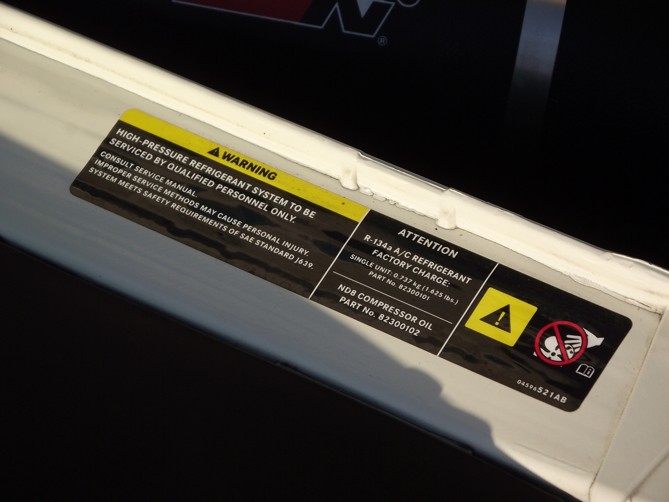 N
WARNING
HIGH-PRESSURE REFRIGERANT SYSTEM TO BE
SERVICED BY QUALIFIED PERSONNEL ONLY.
CONSULT SERVICE MANUAL.
IMPROPER SERVICE METHODS MAY CAUSE PERSONAL INJURY.
SYSTEM MEETS SAFETY REQUIREMENTS OF SAE STANDARD J639.
ATTENTION
R-134a A/C REFRIGERANT
FACTORY CHARGE:
SINGLE UNIT: 0.737 kg (1.625 lbs.)
PART No. 82300101
ND8 COMPRESSOR OIL
PART No. 82300102
04596521AB